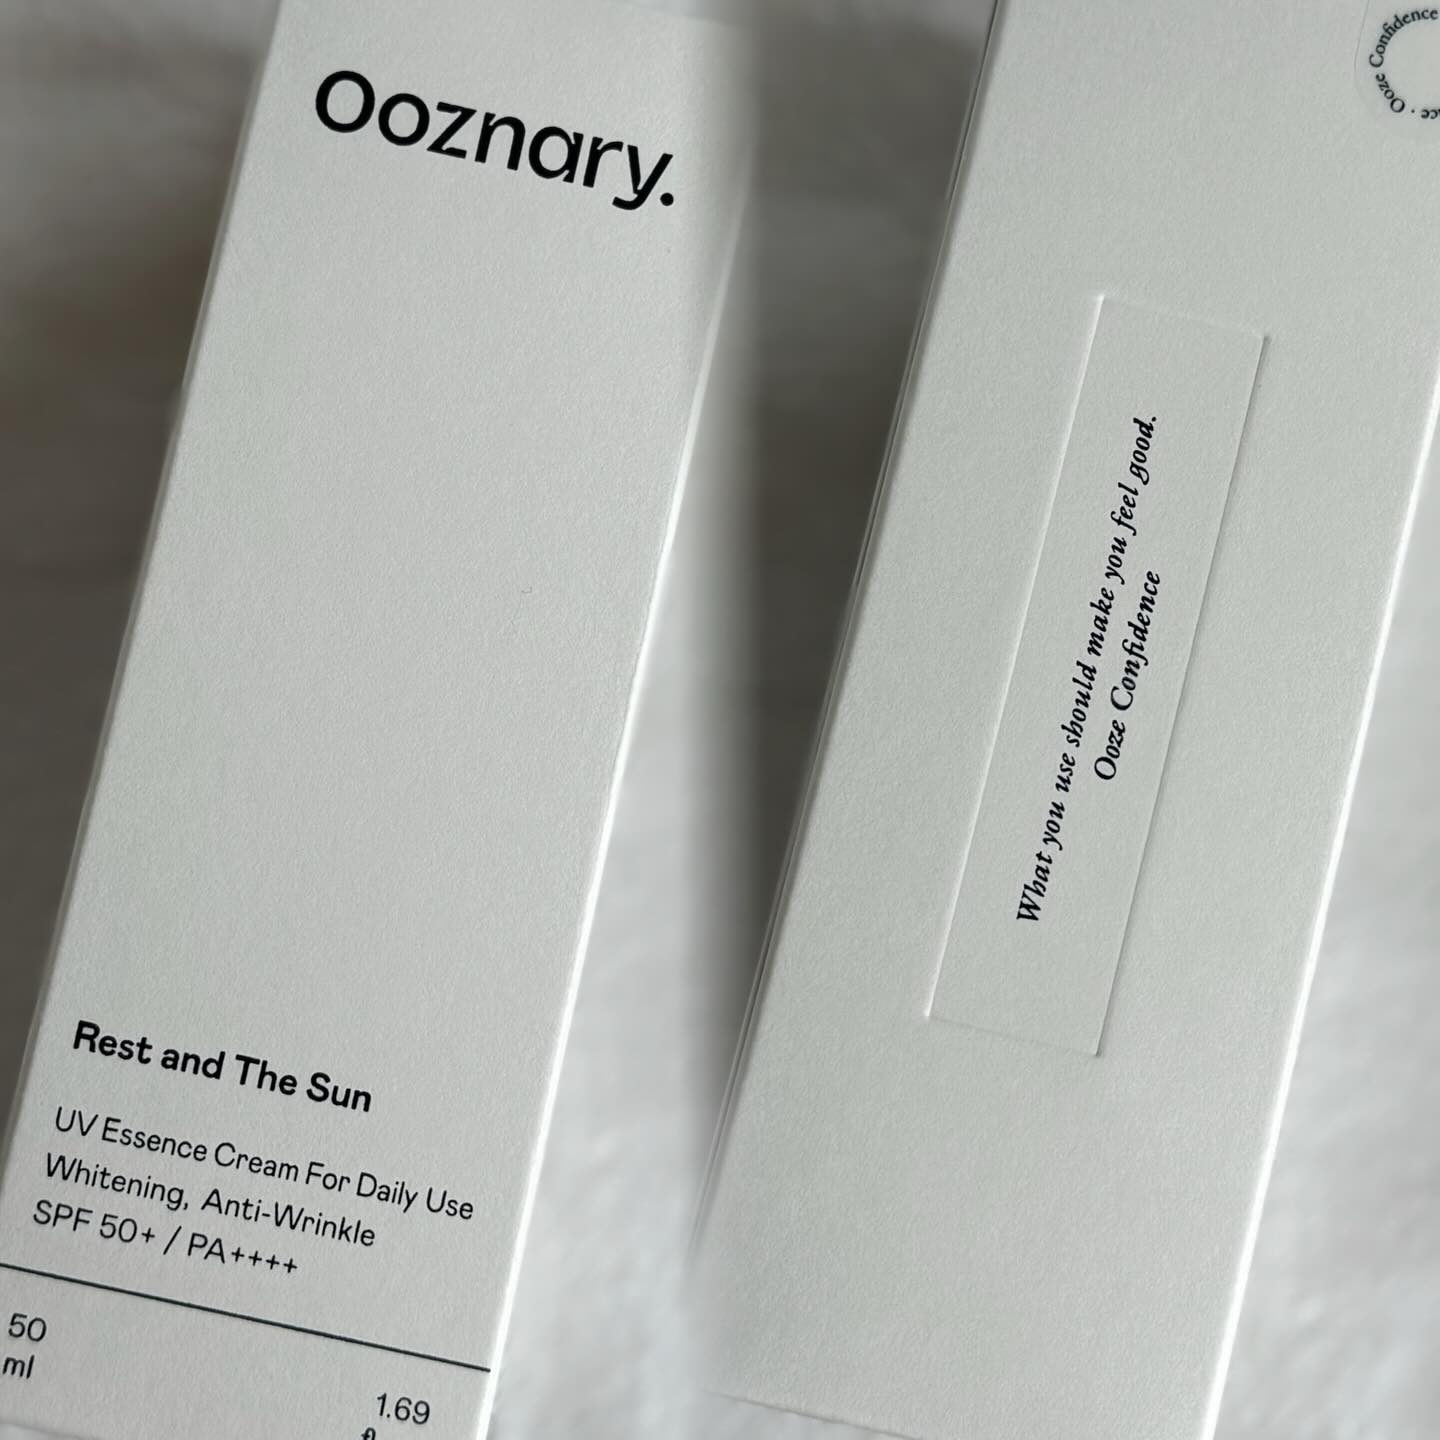 Ooznary.
Rest and The Sun
UV Essence Cream For Daily Use
Whitening, Anti-Wrinkle
SPF 50+ / PA++++
50
ml
1.69
What you use should make you feel good.
Ooze Confidence
Ooze Confidence